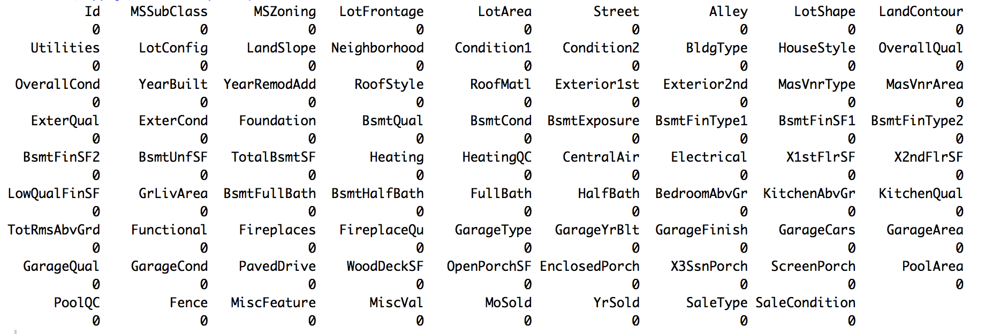 Id MSSubClass MSZoning LotFrontage LotArea Street Alley LotShape LandContour
0 0 0 0 0 0 0 0 0
Utilities LotConfig LandSlope Neighborhood Condition1 Condition2 BldgType HouseStyle OverallQual
0 0 0 0 0 0 0 0 0
OverallCond YearBuilt YearRemodAdd RoofStyle RoofMatl Exterior1st Exterior2nd MasVnrType MasVnrArea
0 0 0 0 0 0 0 0 0
ExterQual ExterCond Foundation BsmtQual BsmtCond BsmtExposure BsmtFinType1 BsmtFinSF1 BsmtFinType2
0 0 0 0 0 0 0 0 0
BsmtFinSF2 BsmtUnfSF TotalBsmtSF Heating HeatingQC CentralAir Electrical X1stFlrSF X2ndFlrSF
0 0 0 0 0 0 0 0 0
LowQualFinSF GrLivArea BsmtFullBath BsmtHalfBath FullBath HalfBath BedroomAbvGr KitchenAbvGr KitchenQual
0 0 0 0 0 0 0 0 0
TotRmsAbvGrd Functional Fireplaces FireplaceQu GarageType GarageYrBlt GarageFinish GarageCars GarageArea
0 0 0 0 0 0 0 0 0
GarageQual GarageCond PavedDrive WoodDeckSF OpenPorchSF EnclosedPorch X3SsnPorch ScreenPorch PoolArea
0 0 0 0 0 0 0 0 0
PoolQC Fence MiscFeature MiscVal MoSold YrSold SaleType SaleCondition
0 0 0 0 0 0 0 0